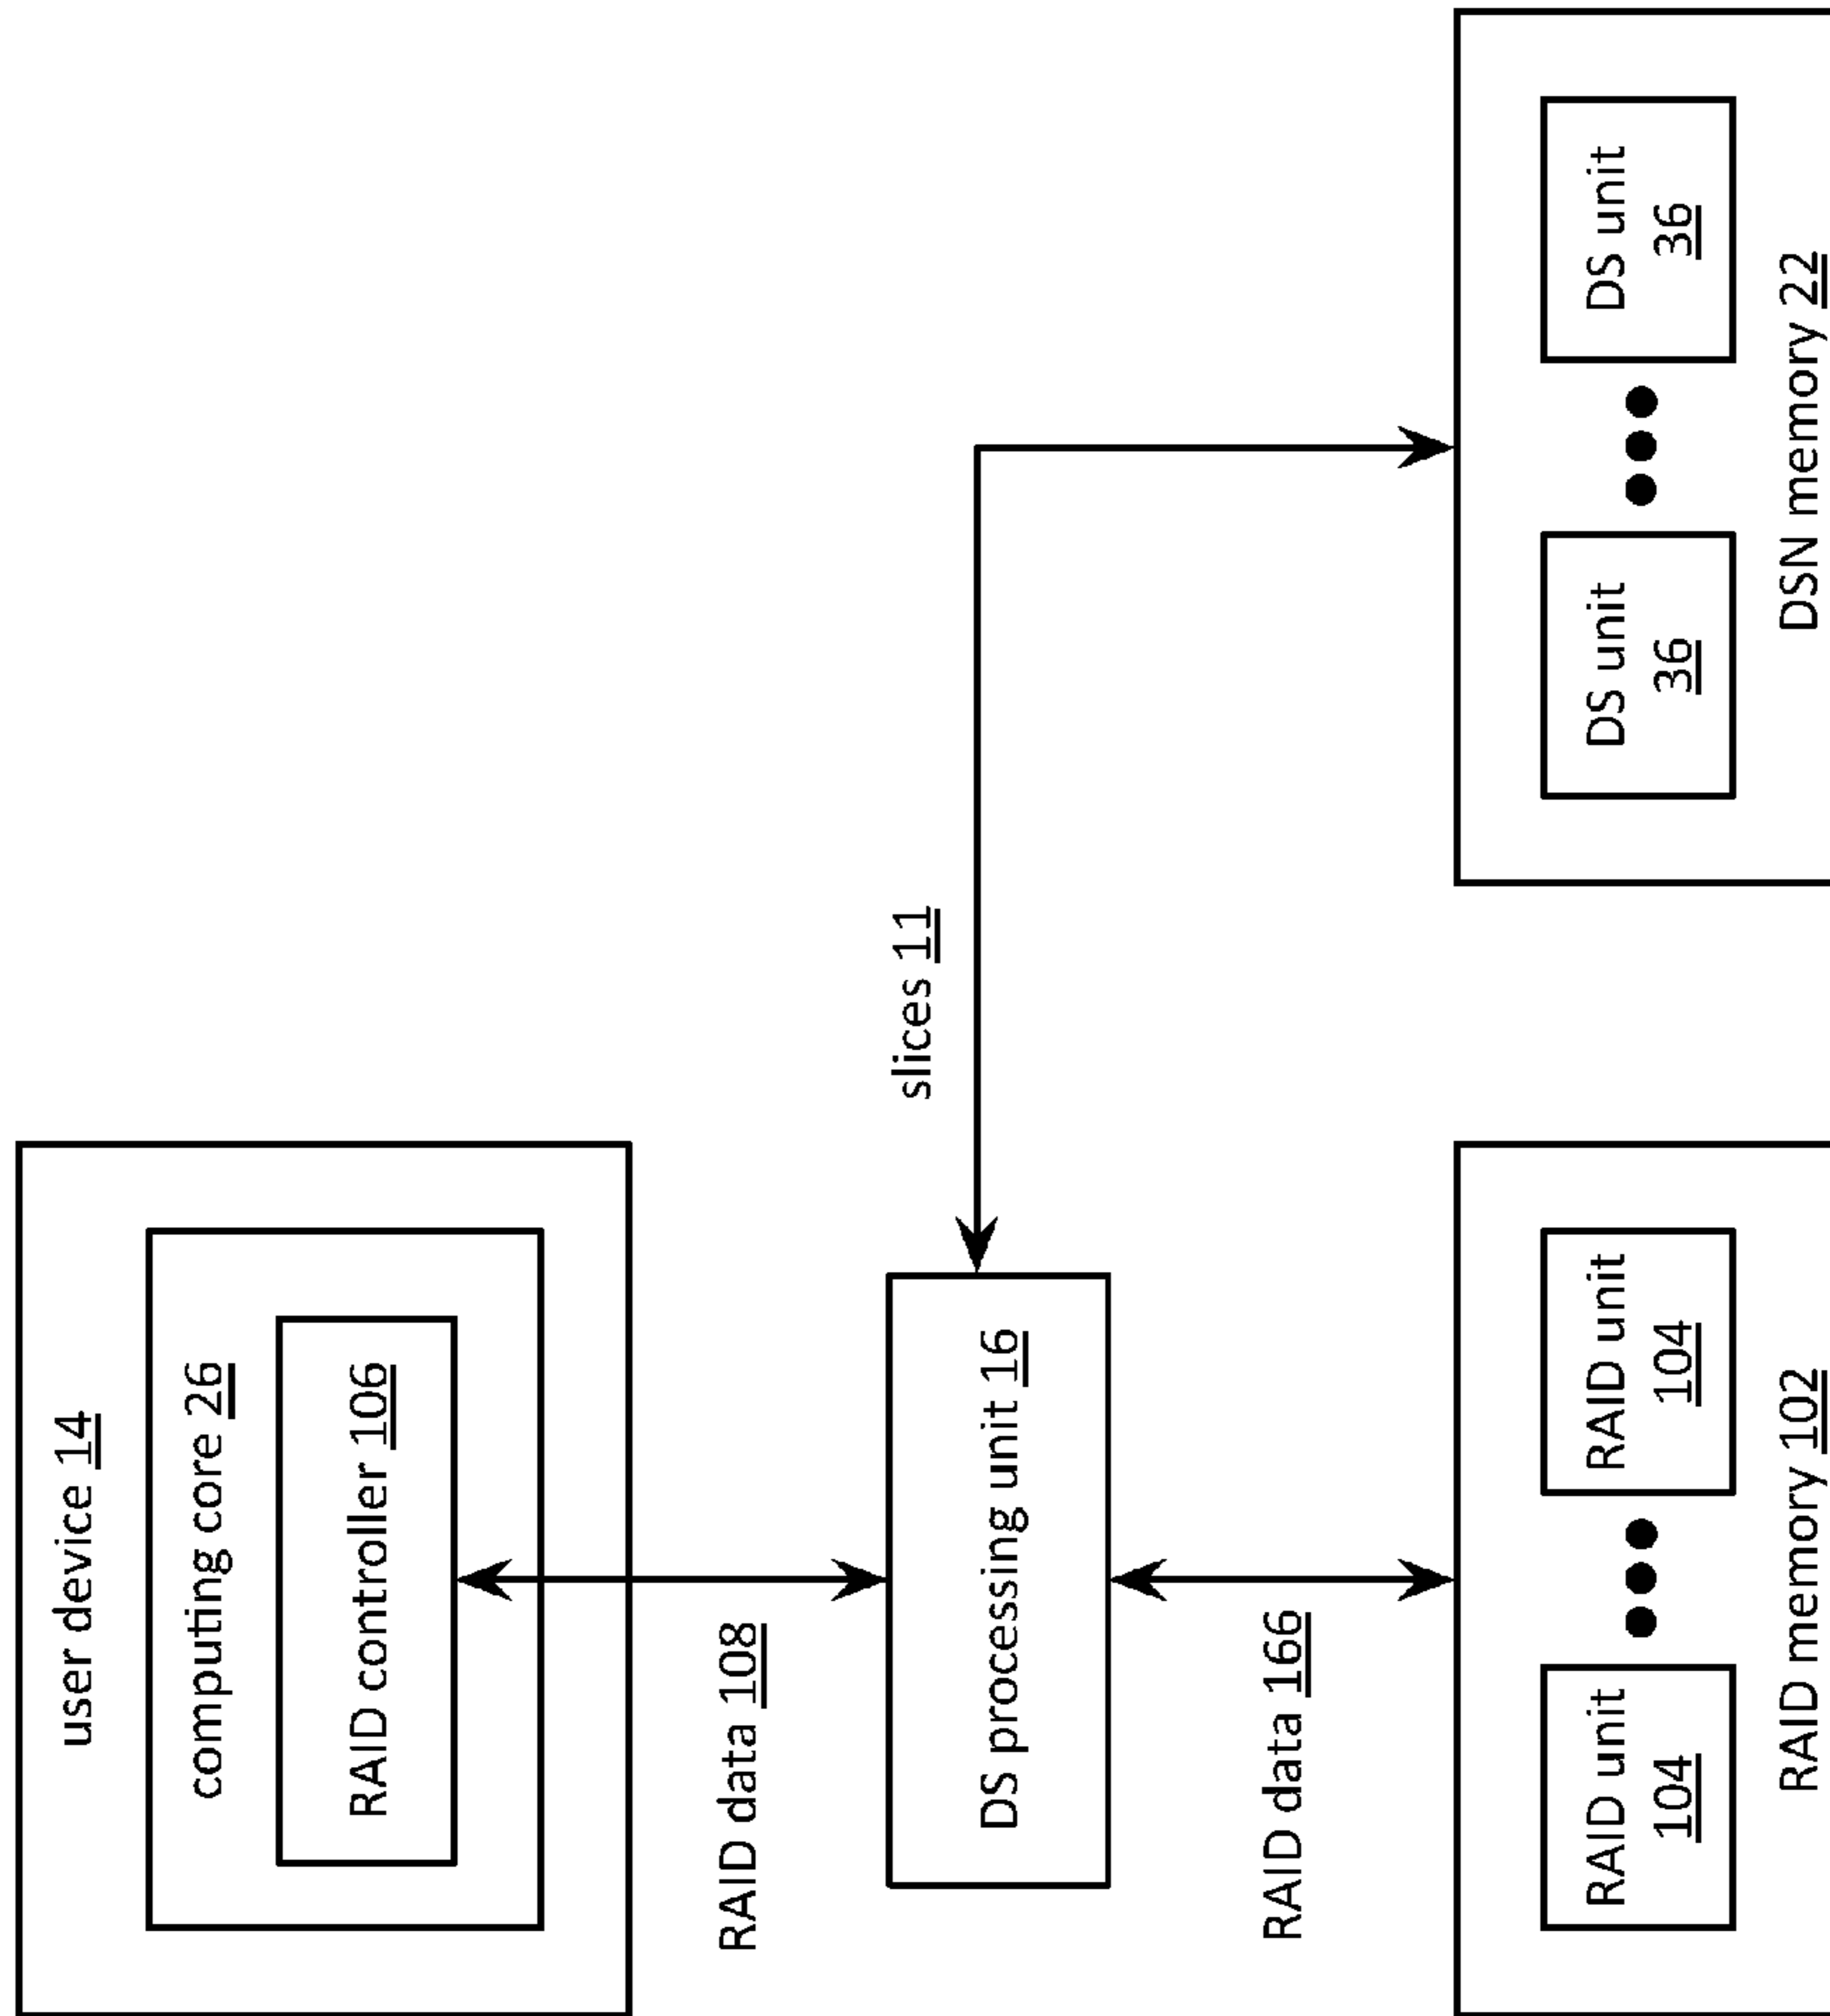 user device 14
computing core 26
RAID controller 106
RAID data 108
slices 11
DS processing unit 16
RAID data 166
RAID unit
104
RAID unit
104
RAID memory 102
DS unit
36
DS unit
36
DSN memory 22